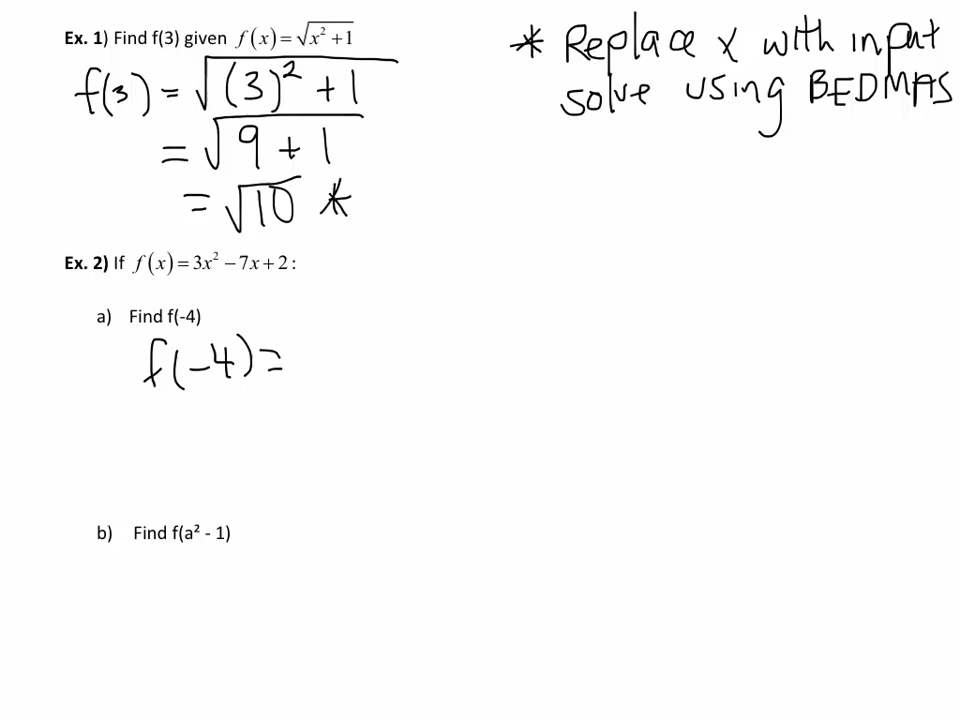 Ex. 1) Find f(3) given f(x)=√x²+1
f(3) = √(3)²+1
= √9+1
= √10 *
* Replace x with input
solve using BEDMAS
Ex. 2) If f(x)=3x²-7x+2:
a) Find f(-4)
f(-4)=
b) Find f(a² - 1)